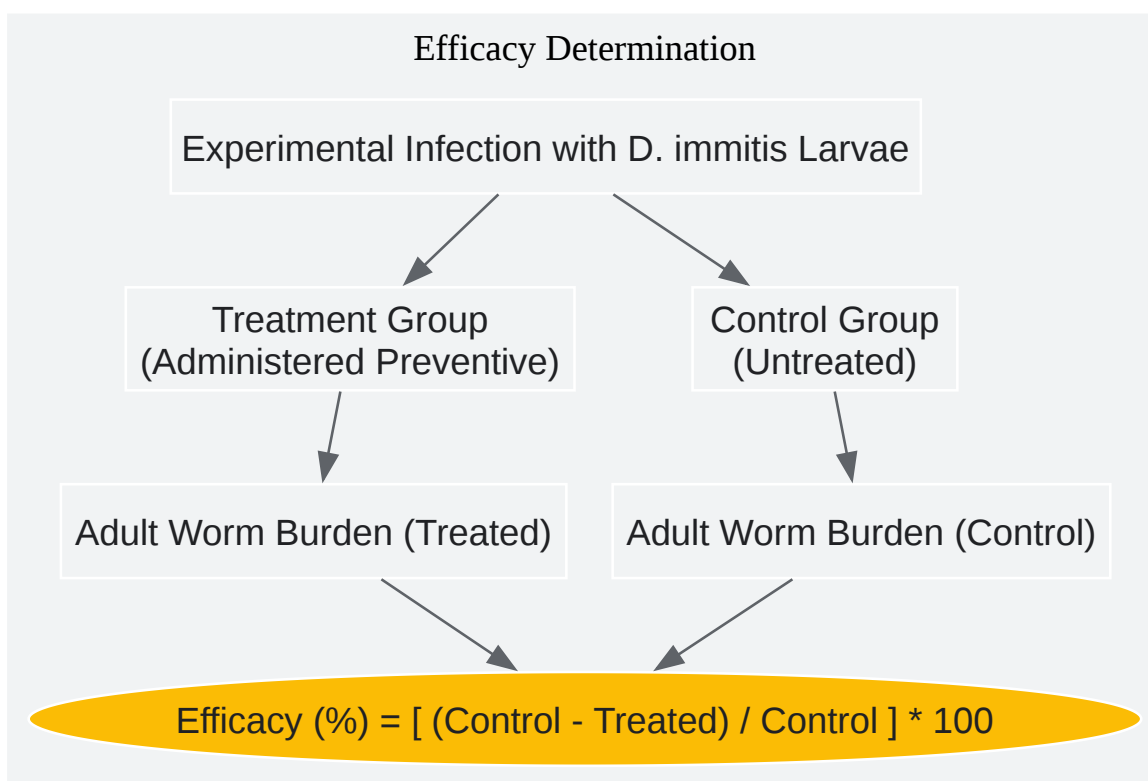 Efficacy Determination
Experimental Infection with D. immitis Larvae
Treatment Group
(Administered Preventive)
Control Group
(Untreated)
Adult Worm Burden (Treated)
Adult Worm Burden (Control)
Efficacy (%) = [ (Control - Treated) / Control ] * 100